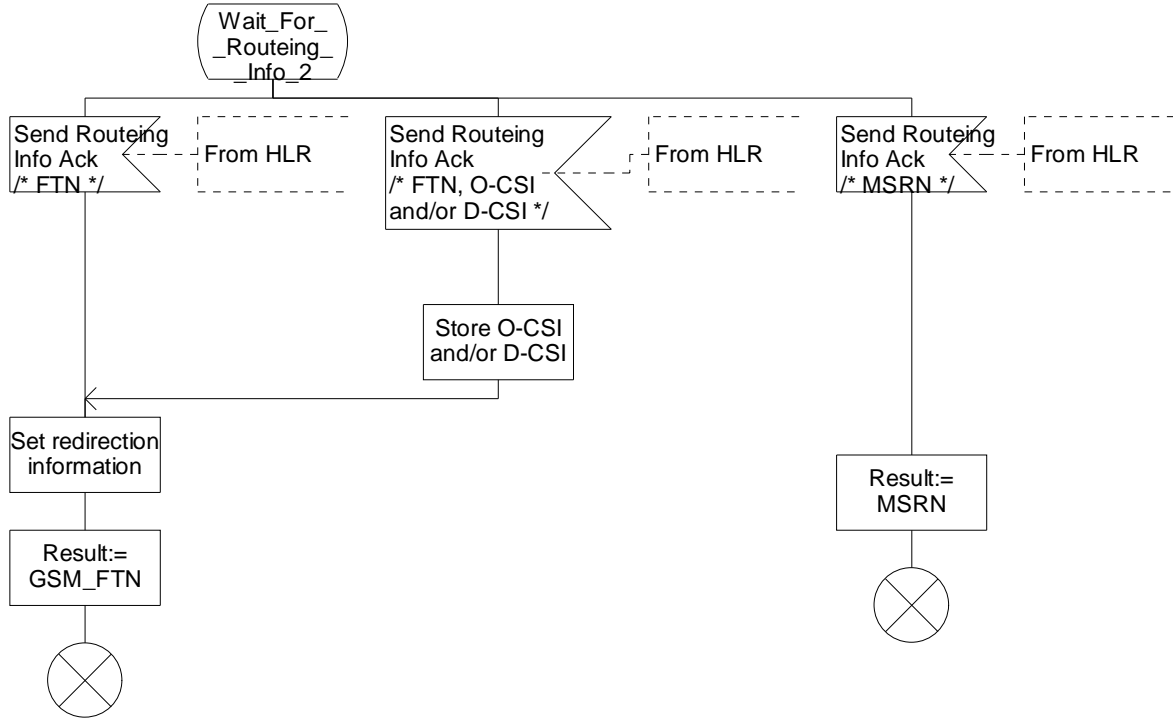 Wait_For_
_Routeing_
_Info_2
Send Routeing
Info Ack
/* FTN */
From HLR
Send Routeing
Info Ack
/* FTN, O-CSI
and/or D-CSI */
From HLR
Send Routeing
Info Ack
/* MSRN */
From HLR
Store O-CSI
and/or D-CSI
Set redirection
information
Result:=
MSRN
Result:=
GSM_FTN